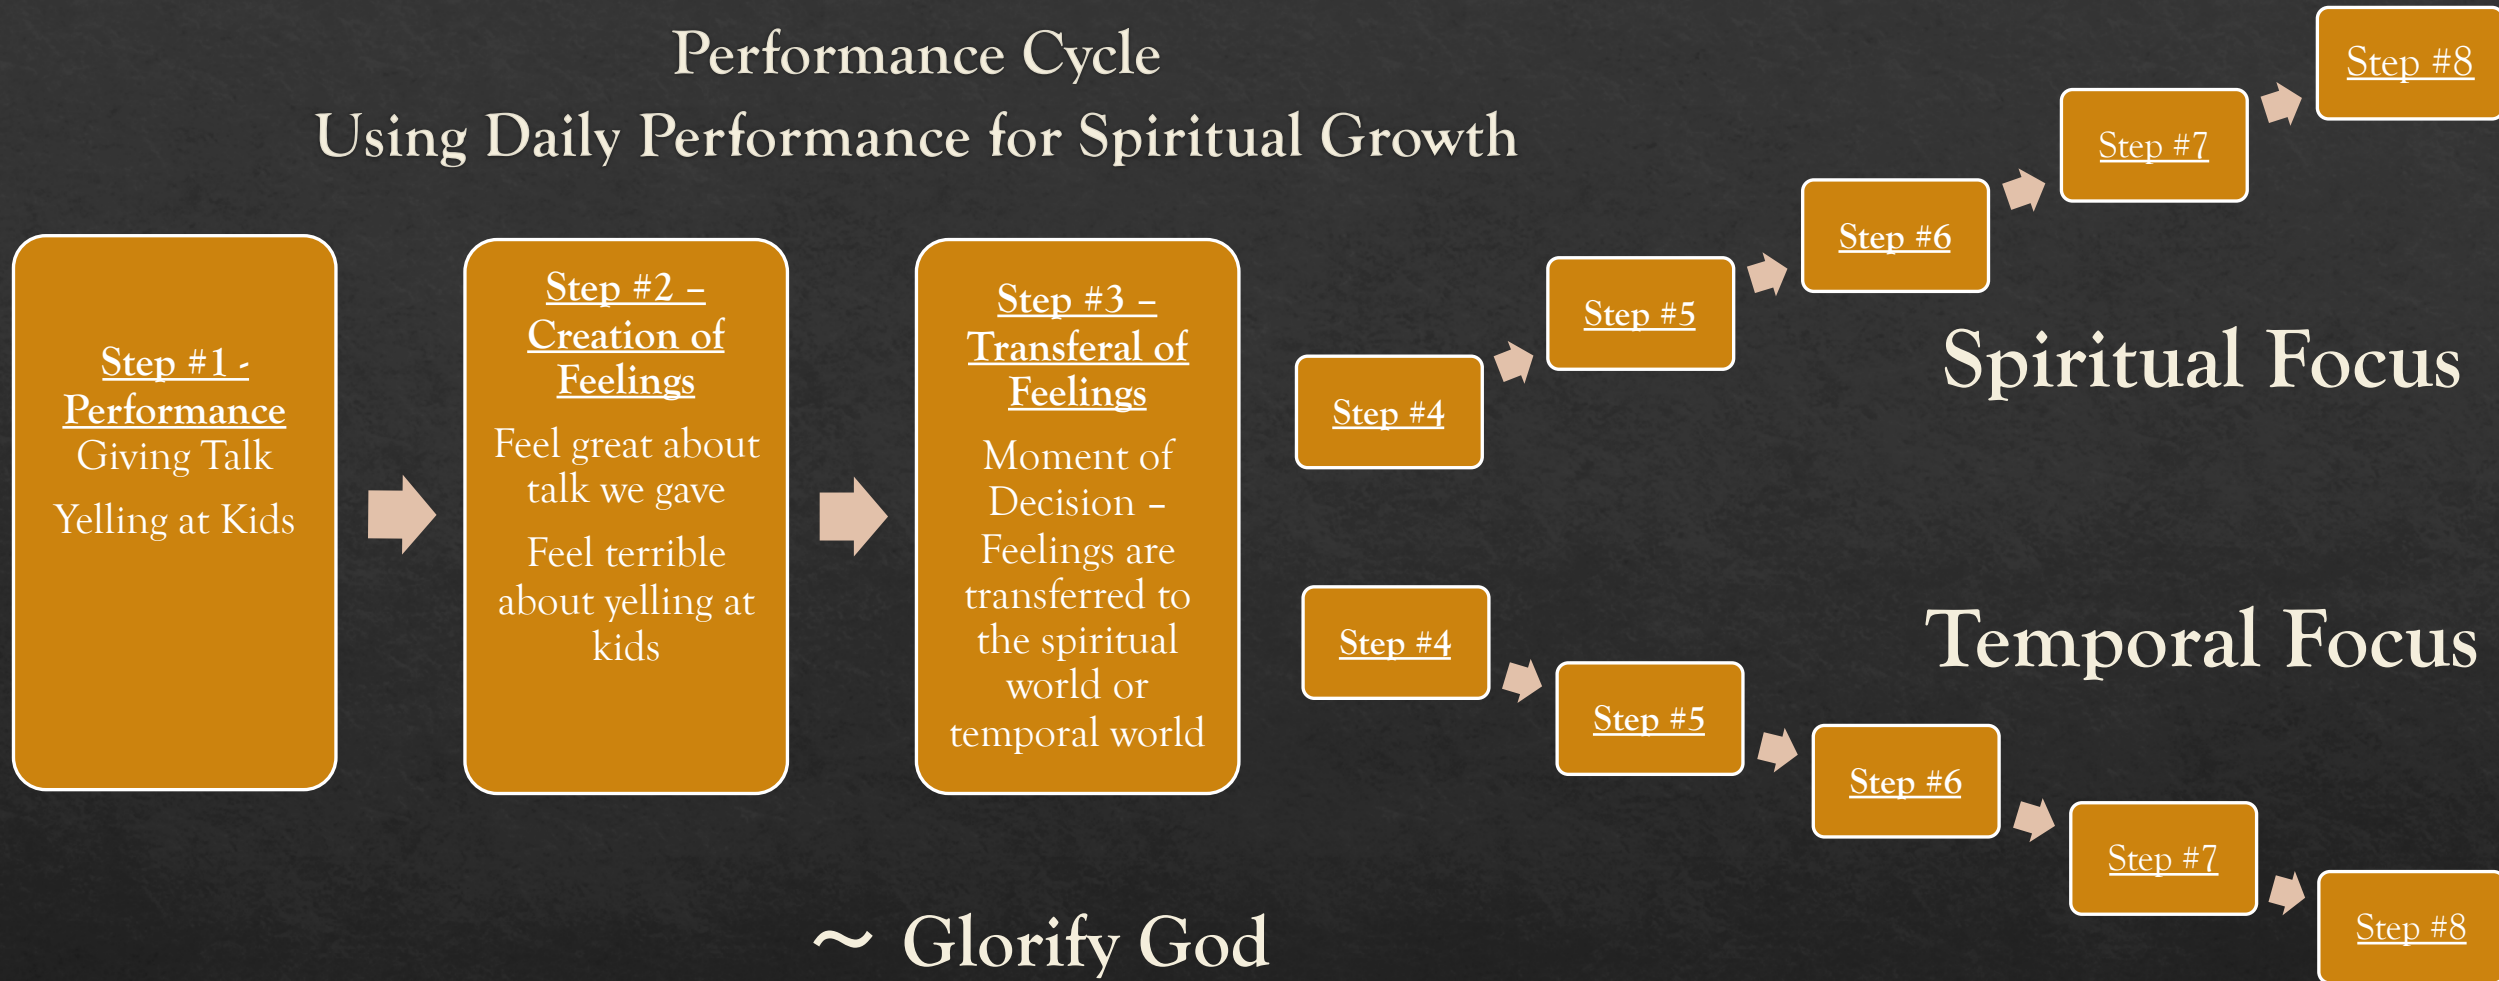 Performance Cycle
Using Daily Performance for Spiritual Growth
Step #1 -
Performance
Giving Talk
Yelling at Kids
Step #2 –
Creation of
Feelings
Feel great about
talk we gave
Feel terrible
about yelling at
kids
Step #3 –
Transferal of
Feelings
Moment of
Decision –
Feelings are
transferred to
the spiritual
world or
temporal world
Step #4
Step #5
Step #6
Step #7
Step #8
Spiritual Focus
Temporal Focus
Step #4
Step #5
Step #6
Step #7
Step #8
~ Glorify God